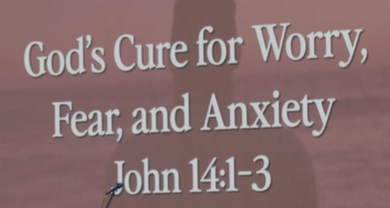 God's Cure for Worry,
Fear, and Anxiety
John 14:1-3